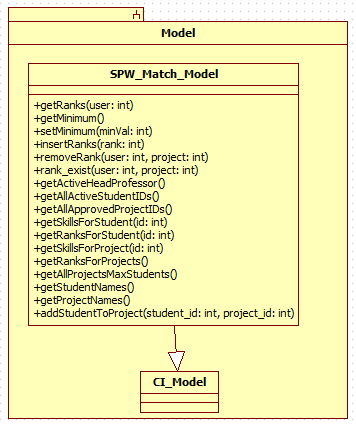 Model
SPW_Match_Model
+getRanks(user: int)
+getMinimum()
+setMinimum(minVal: int)
+insertRanks(rank: int)
+removeRank(user: int, project: int)
+rank_exist(user: int, project: int)
+getActiveHeadProfessor()
+getAllActiveStudentIDs()
+getAllApprovedProjectIDs()
+getSkillsForStudent(id: int)
+getRanksForStudent(id: int)
+getSkillsForProject(id: int)
+getRanksForProjects()
+getAllProjectsMaxStudents()
+getStudentNames()
+getProjectNames()
+addStudentToProject(student_id: int, project_id: int)
CI_Model